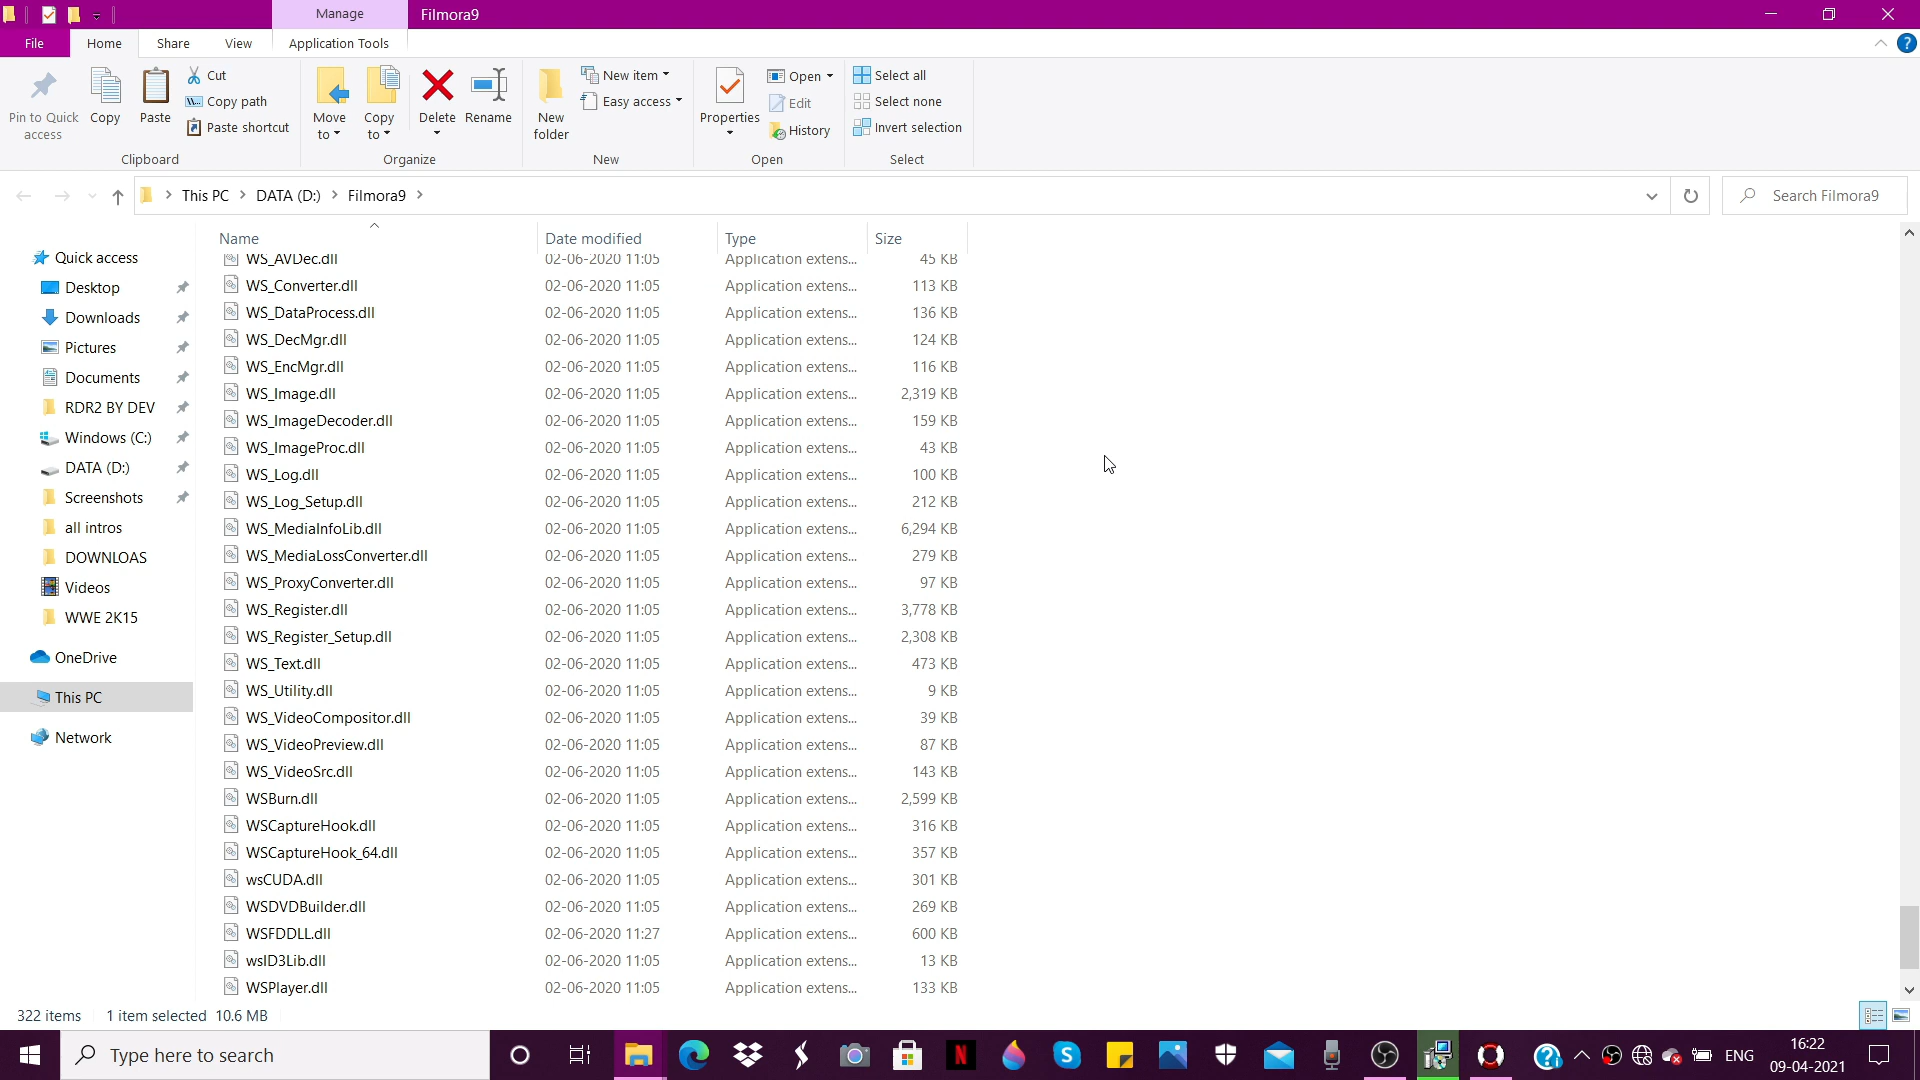 Manage
Filmora9
File
Home
Share
View
Application Tools
Pin to Quick access
Copy
Paste
Cut
Copy path
Paste shortcut
Clipboard
Move to
Copy to
Delete
Rename
Organize
New folder
New item
Easy access
New
Properties
Open
Edit
History
Open
Select all
Select none
Invert selection
Select
This PC > DATA (D:) > Filmora9 >
Search Filmora9
Quick access
Desktop
Downloads
Pictures
Documents
RDR2 BY DEV
Windows (C:)
DATA (D:)
Screenshots
all intros
DOWNLOAS
Videos
WWE 2K15
OneDrive
This PC
Network
Name Date modified Type Size
WS_AVDec.dll 02-06-2020 11:05 Application extens... 45 KB
WS_Converter.dll 02-06-2020 11:05 Application extens... 113 KB
WS_DataProcess.dll 02-06-2020 11:05 Application extens... 136 KB
WS_DecMgr.dll 02-06-2020 11:05 Application extens... 124 KB
WS_EncMgr.dll 02-06-2020 11:05 Application extens... 116 KB
WS_Image.dll 02-06-2020 11:05 Application extens... 2,319 KB
WS_ImageDecoder.dll 02-06-2020 11:05 Application extens... 159 KB
WS_ImageProc.dll 02-06-2020 11:05 Application extens... 43 KB
WS_Log.dll 02-06-2020 11:05 Application extens... 100 KB
WS_Log_Setup.dll 02-06-2020 11:05 Application extens... 212 KB
WS_MediaInfoLib.dll 02-06-2020 11:05 Application extens... 6,294 KB
WS_MediaLossConverter.dll 02-06-2020 11:05 Application extens... 279 KB
WS_ProxyConverter.dll 02-06-2020 11:05 Application extens... 97 KB
WS_Register.dll 02-06-2020 11:05 Application extens... 3,778 KB
WS_Register_Setup.dll 02-06-2020 11:05 Application extens... 2,308 KB
WS_Text.dll 02-06-2020 11:05 Application extens... 473 KB
WS_Utility.dll 02-06-2020 11:05 Application extens... 9 KB
WS_VideoCompositor.dll 02-06-2020 11:05 Application extens... 39 KB
WS_VideoPreview.dll 02-06-2020 11:05 Application extens... 87 KB
WS_VideoSrc.dll 02-06-2020 11:05 Application extens... 143 KB
WSBurn.dll 02-06-2020 11:05 Application extens... 2,599 KB
WSCaptureHook.dll 02-06-2020 11:05 Application extens... 316 KB
WSCaptureHook_64.dll 02-06-2020 11:05 Application extens... 357 KB
wsCUDA.dll 02-06-2020 11:05 Application extens... 301 KB
WSDVDBuilder.dll 02-06-2020 11:05 Application extens... 269 KB
WSFDDLL.dll 02-06-2020 11:27 Application extens... 600 KB
wsID3Lib.dll 02-06-2020 11:05 Application extens... 13 KB
WSPlayer.dll 02-06-2020 11:05 Application extens... 133 KB
322 items 1 item selected 10.6 MB
Type here to search
ENG
16:22
09-04-2021